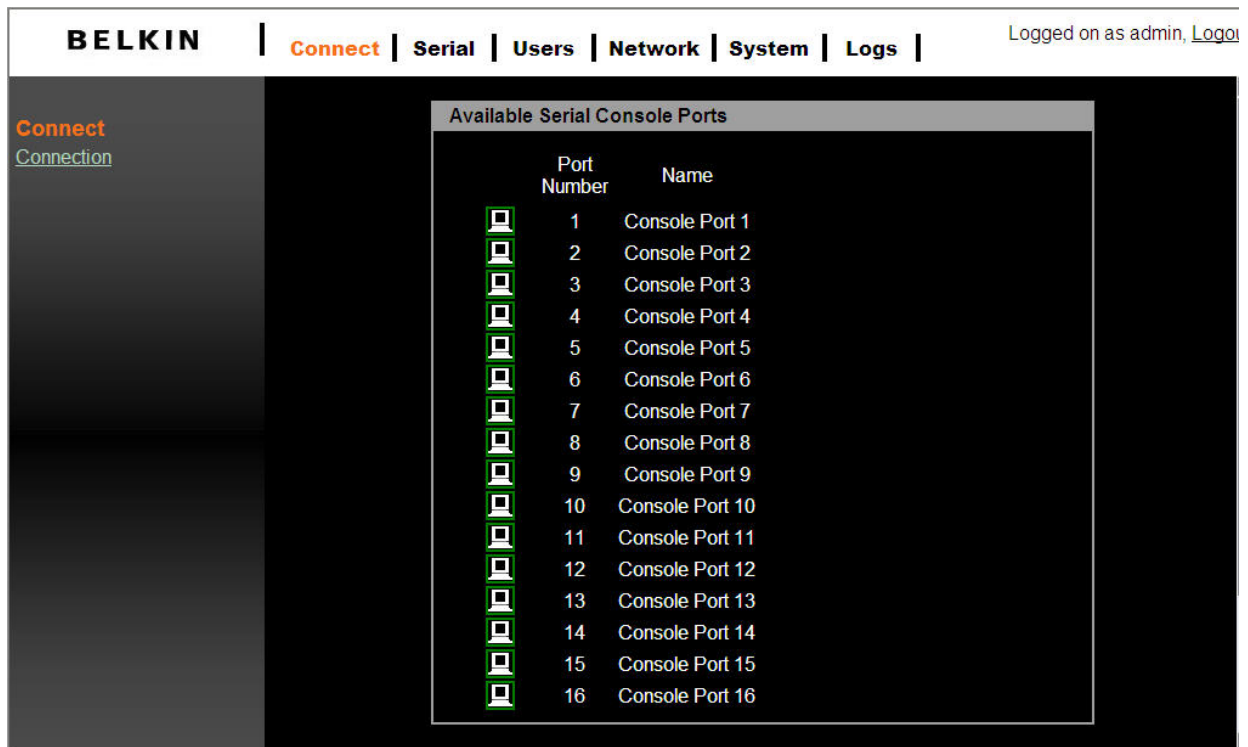 BELKIN | Connect | Serial | Users | Network | System | Logs |
Logged on as admin, Logou
Connect
Connection
Available Serial Console Ports
Port Number Name
1 Console Port 1
2 Console Port 2
3 Console Port 3
4 Console Port 4
5 Console Port 5
6 Console Port 6
7 Console Port 7
8 Console Port 8
9 Console Port 9
10 Console Port 10
11 Console Port 11
12 Console Port 12
13 Console Port 13
14 Console Port 14
15 Console Port 15
16 Console Port 16